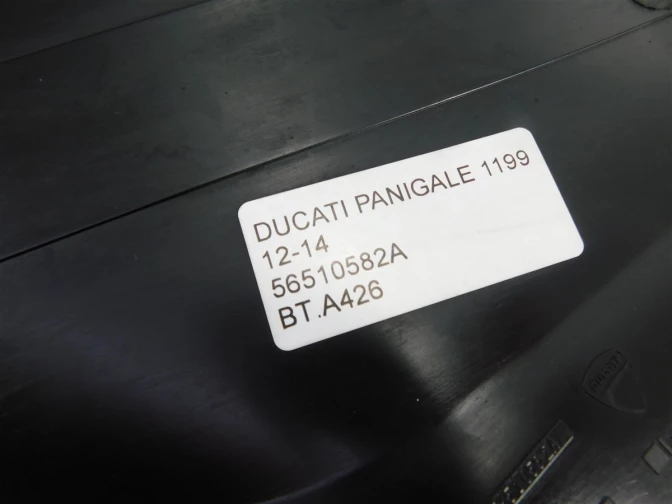 DUCATI PANIGALE 1199
12-14
56510582A
BT.A426